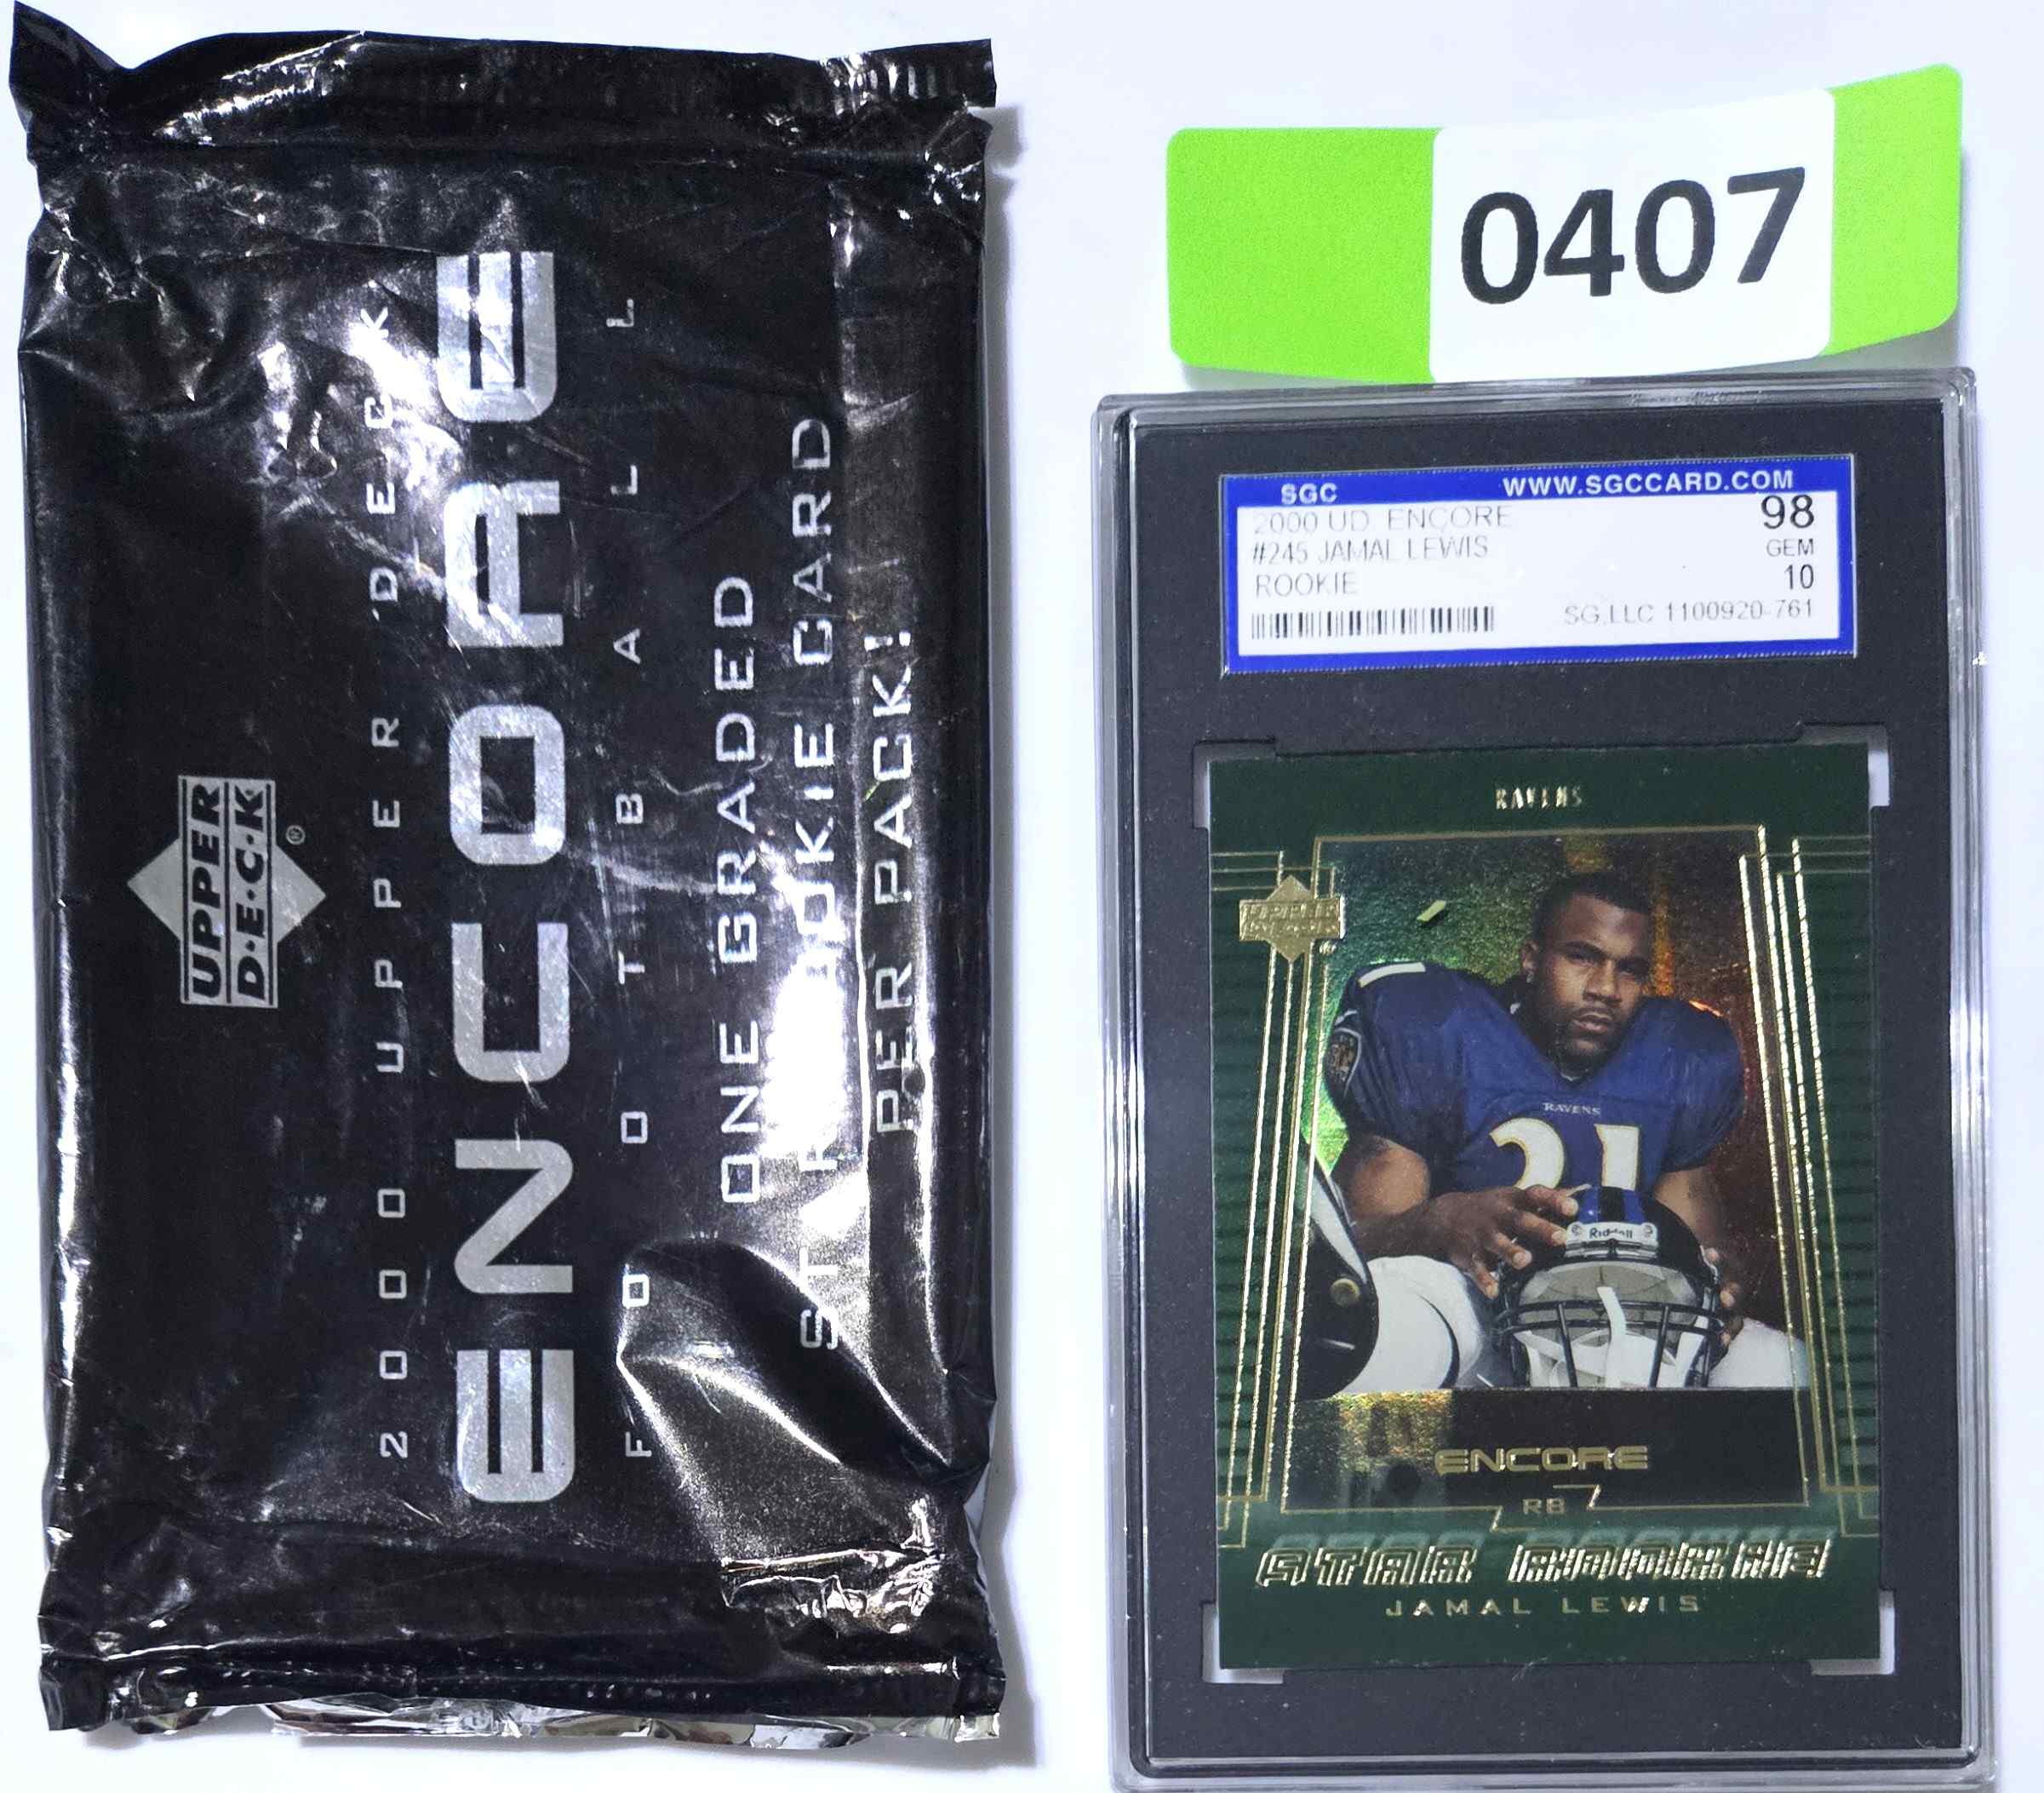 UPPER
D·E·C·K
®
2000 UPPER DECK
ENCORE
FOOTBALL
ONE GRADED
STAR ROOKIE CARD
PER PACK!
0407
SGC WWW.SGCCARD.COM
2000 UD. ENCORE 98
#245 JAMAL LEWIS GEM
ROOKIE 10
SG,LLC 1100920-761
RAVENS
UPPER
DECK
RAVENS
31
Riddell
ENCORE
RB
STAR ROOKIE
JAMAL LEWIS